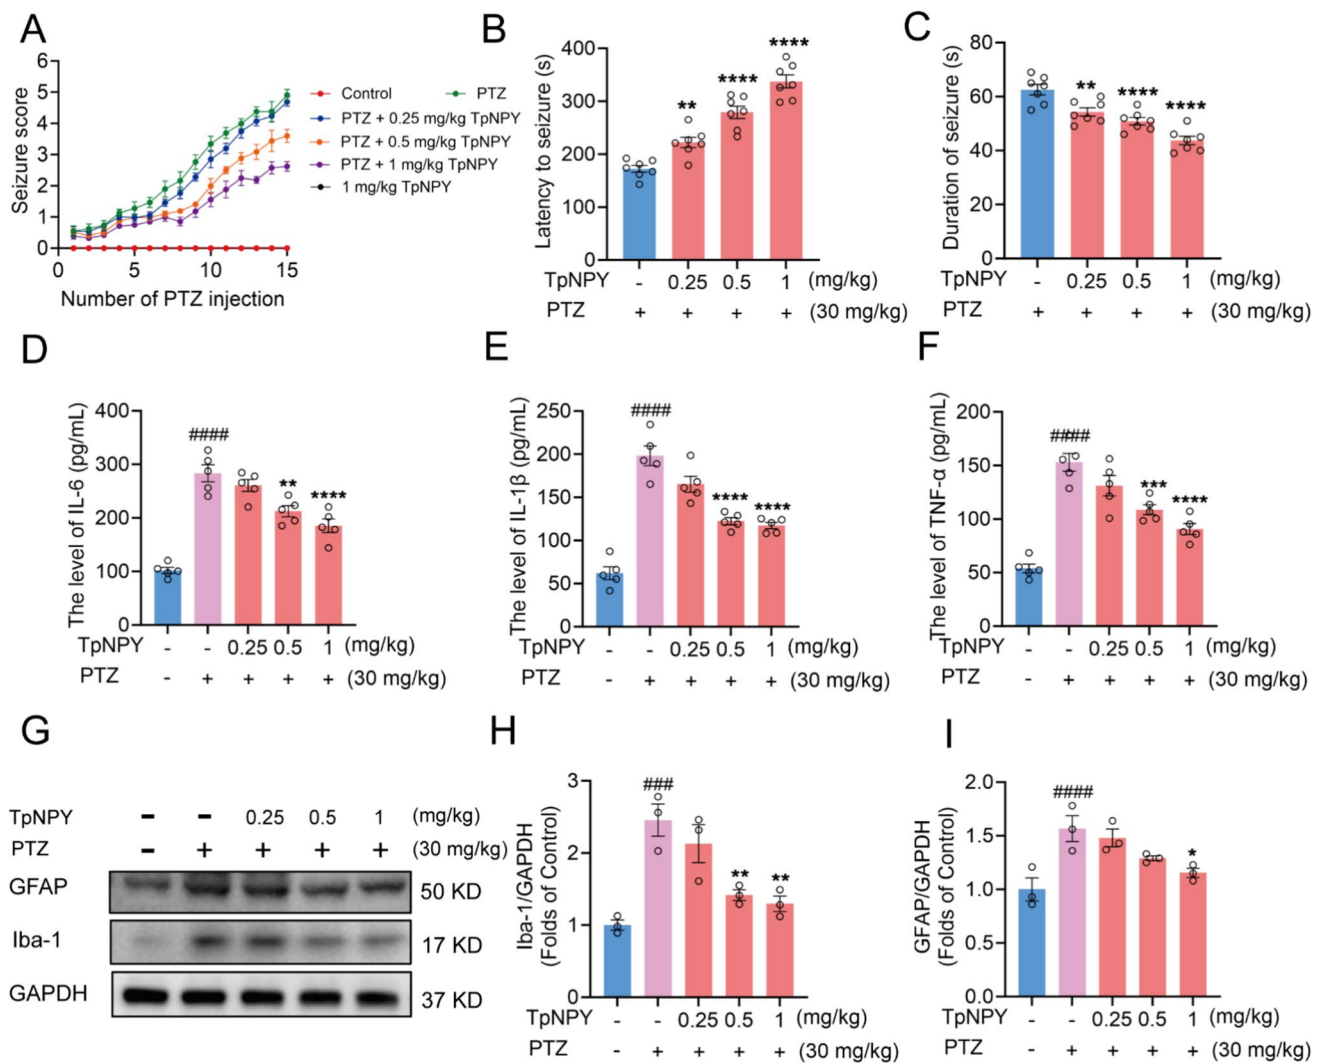 A
Seizure score
6
5
4
3
2
1
0
0 5 10 15
Number of PTZ injection
Control PTZ
PTZ + 0.25 mg/kg TpNPY
PTZ + 0.5 mg/kg TpNPY
PTZ + 1 mg/kg TpNPY
1 mg/kg TpNPY
B
Latency to seizure (s)
400
300
200
100
0
** **** ****
TpNPY - 0.25 0.5 1 (mg/kg)
PTZ + + + + (30 mg/kg)
C
Duration of seizure (s)
80
60
40
20
0
** **** ****
TpNPY - 0.25 0.5 1 (mg/kg)
PTZ + + + + (30 mg/kg)
D
The level of IL-6 (pg/mL)
400
300
200
100
0
#### ** ****
TpNPY - - 0.25 0.5 1 (mg/kg)
PTZ - + + + + (30 mg/kg)
E
The level of IL-1β (pg/mL)
250
200
150
100
50
0
#### **** ****
TpNPY - - 0.25 0.5 1 (mg/kg)
PTZ - + + + + (30 mg/kg)
F
The level of TNF-α (pg/mL)
200
150
100
50
0
#### *** ****
TpNPY - - 0.25 0.5 1 (mg/kg)
PTZ - + + + + (30 mg/kg)
G
TpNPY - - 0.25 0.5 1 (mg/kg)
PTZ - + + + + (30 mg/kg)
GFAP 50 KD
Iba-1 17 KD
GAPDH 37 KD
H
Iba-1/GAPDH
(Folds of Control)
3
2
1
0
### ** **
TpNPY - - 0.25 0.5 1 (mg/kg)
PTZ - + + + + (30 mg/kg)
I
GFAP/GAPDH
(Folds of Control)
2.0
1.5
1.0
0.5
0.0
#### *
TpNPY - - 0.25 0.5 1 (mg/kg)
PTZ - + + + + (30 mg/kg)